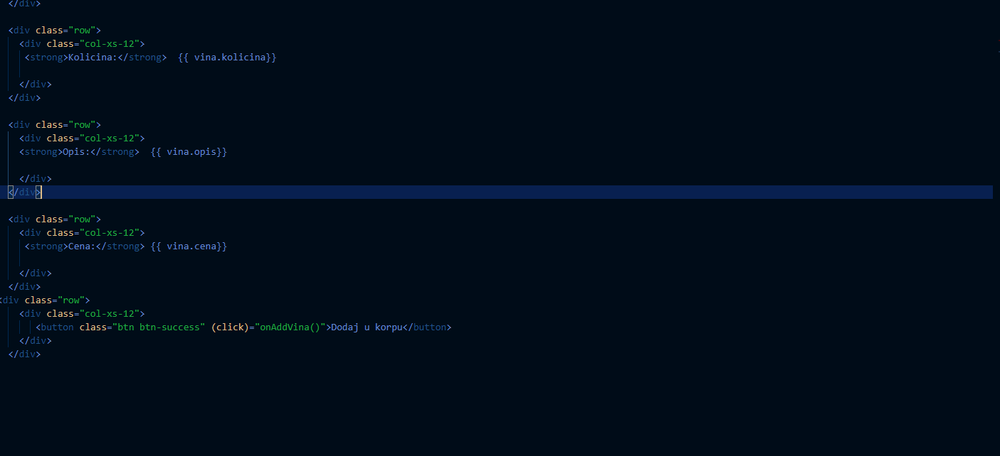 </div>
<div class="row">
<div class="col-xs-12">
<strong>Kolicina:</strong>  {{ vina.kolicina}}
</div>
</div>
<div class="row">
<div class="col-xs-12">
<strong>Opis:</strong>  {{ vina.opis}}
</div>
</div>
<div class="row">
<div class="col-xs-12">
<strong>Cena:</strong> {{ vina.cena}}
</div>
</div>
<div class="row">
<div class="col-xs-12">
<button class="btn btn-success" (click)="onAddVina()">Dodaj u korpu</button>
</div>
</div>